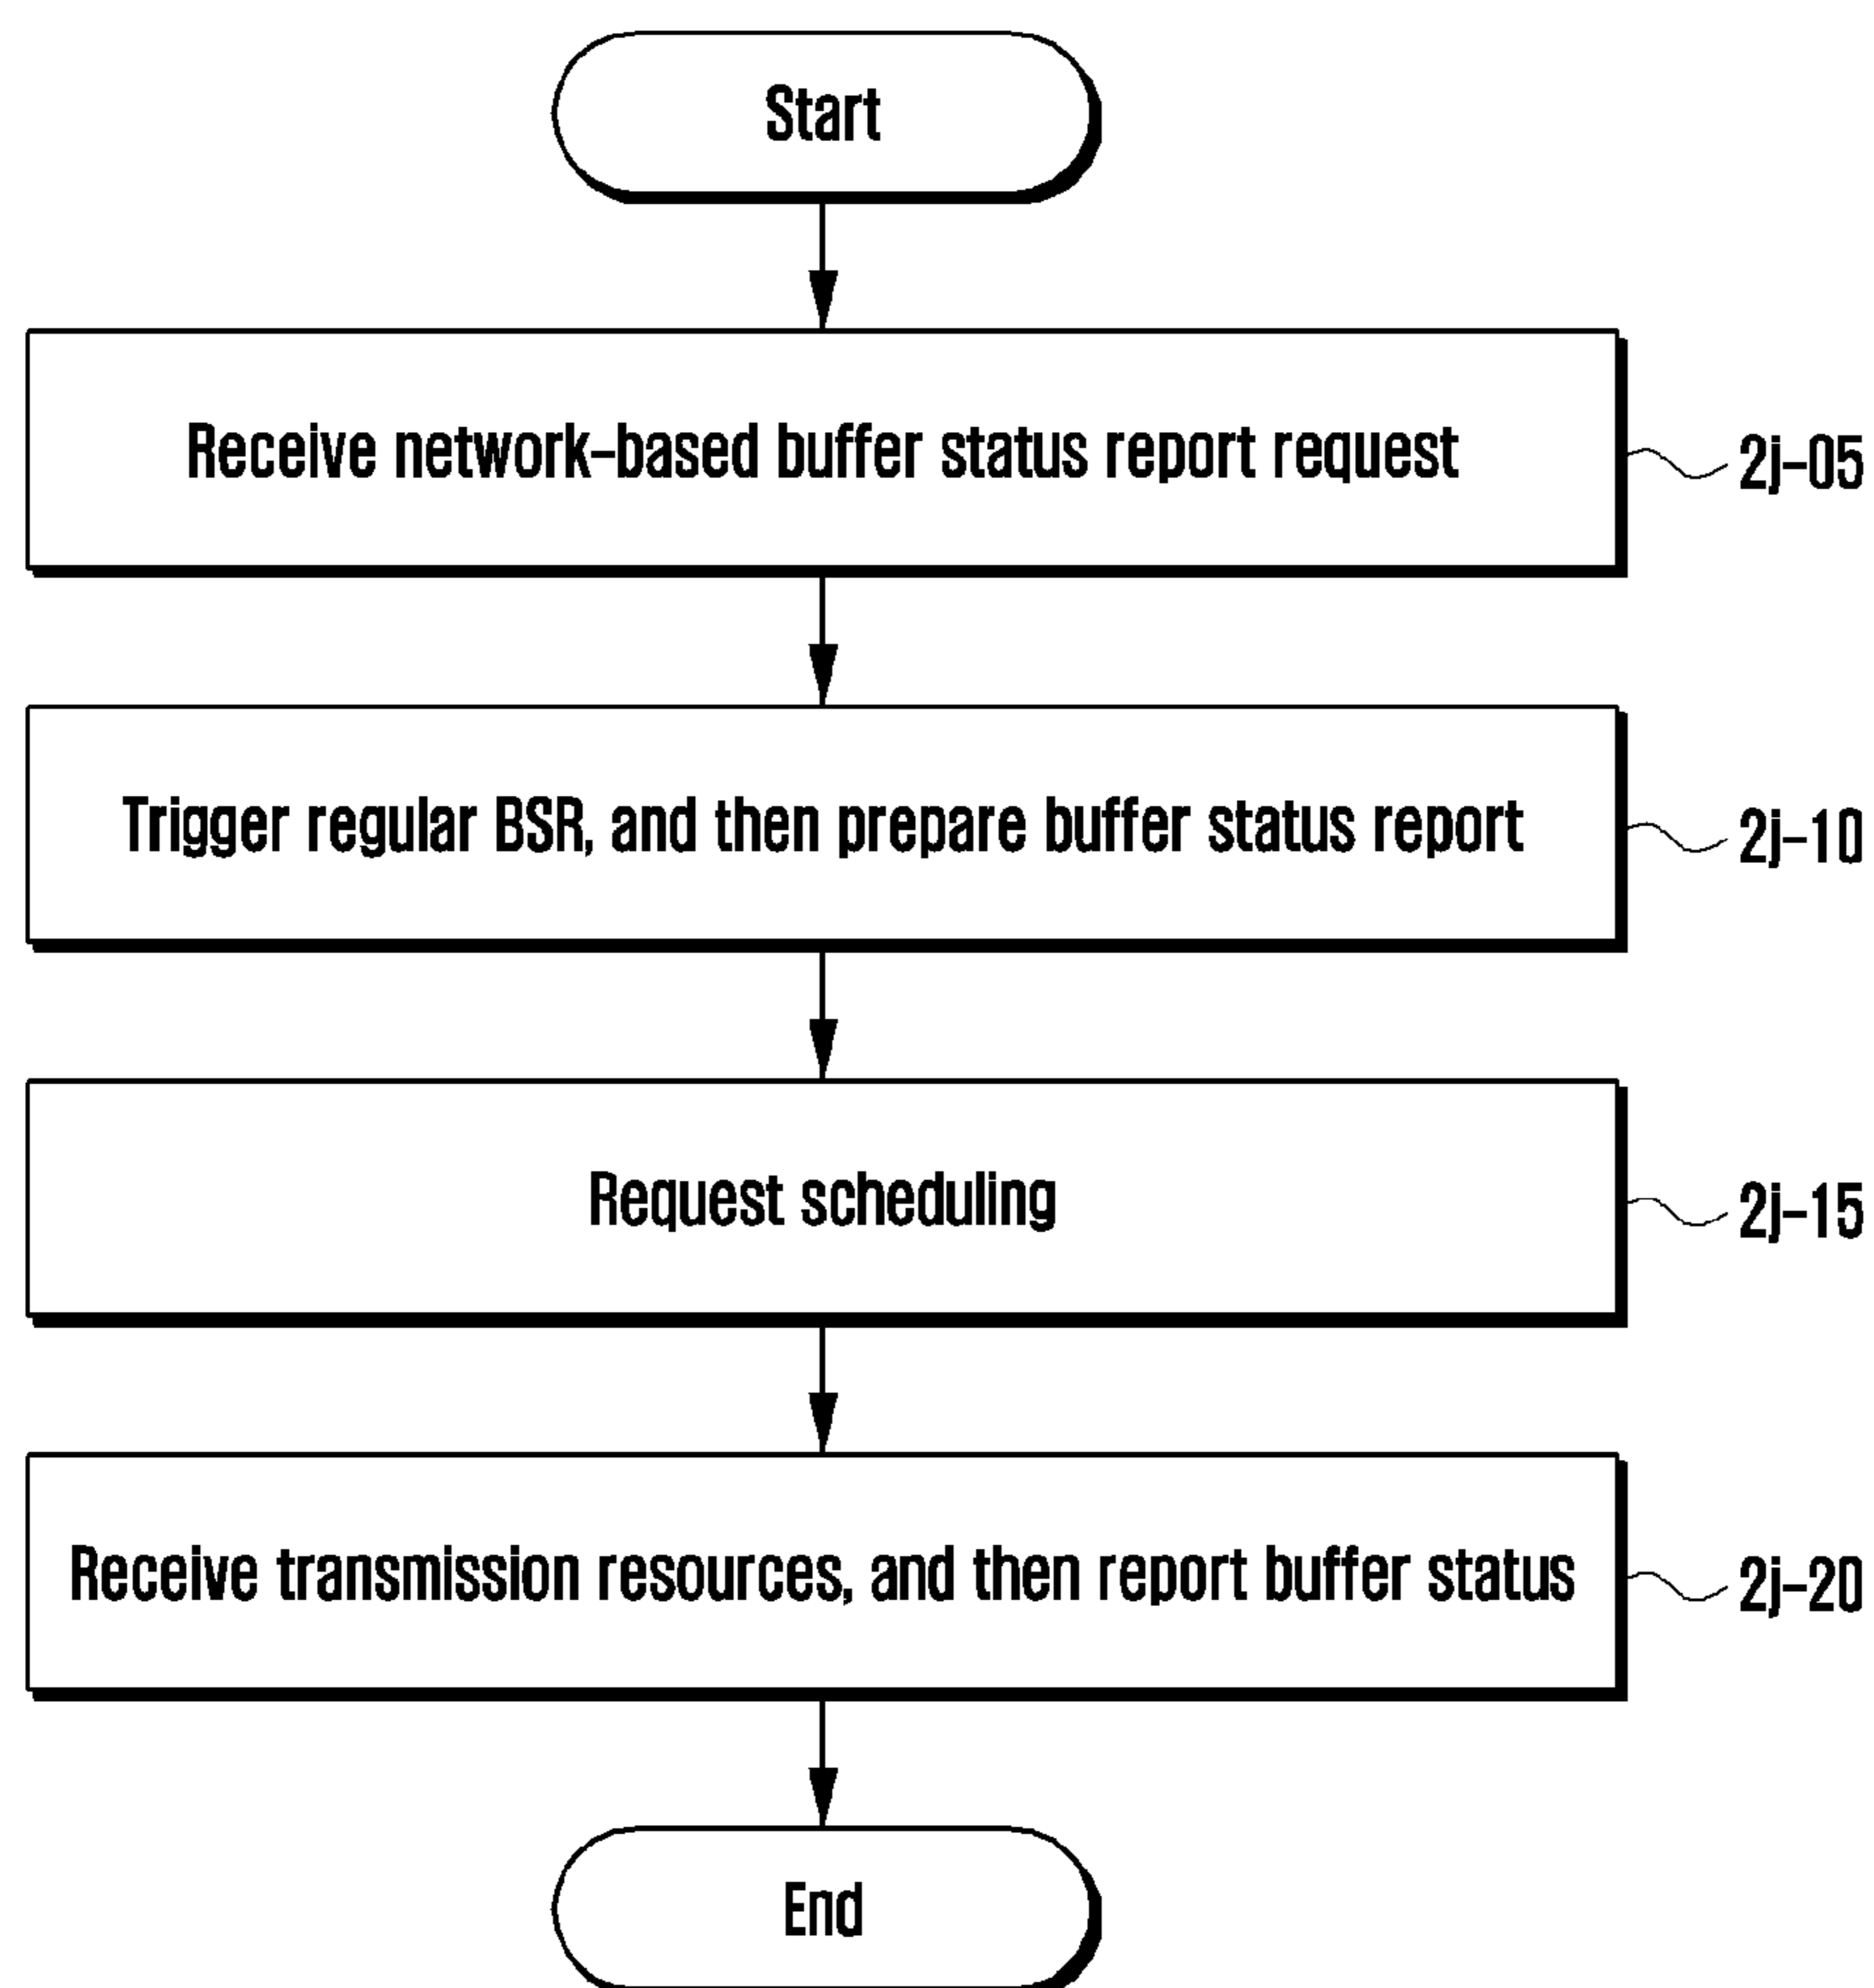 Start
Receive network-based buffer status report request
2j-05
Trigger regular BSR, and then prepare buffer status report
2j-10
Request scheduling
2j-15
Receive transmission resources, and then report buffer status
2j-20
End